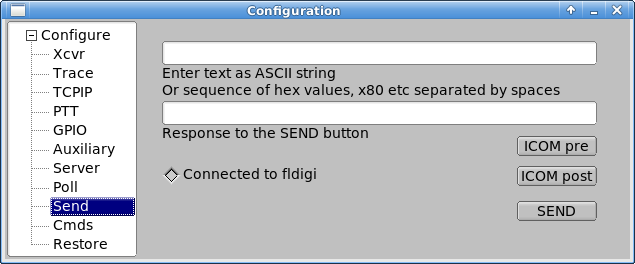 Configuration
Configure
Xcvr
Trace
TCPIP
PTT
GPIO
Auxiliary
Server
Poll
Send
Cmds
Restore
Enter text as ASCII string
Or sequence of hex values, x80 etc separated by spaces
Response to the SEND button
ICOM pre
Connected to fldigi
ICOM post
SEND